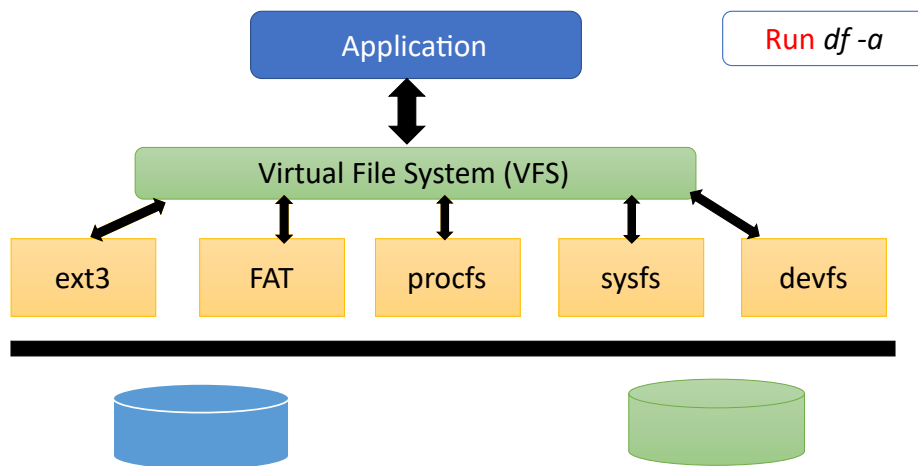 Application
Run df -a
Virtual File System (VFS)
ext3
FAT
procfs
sysfs
devfs